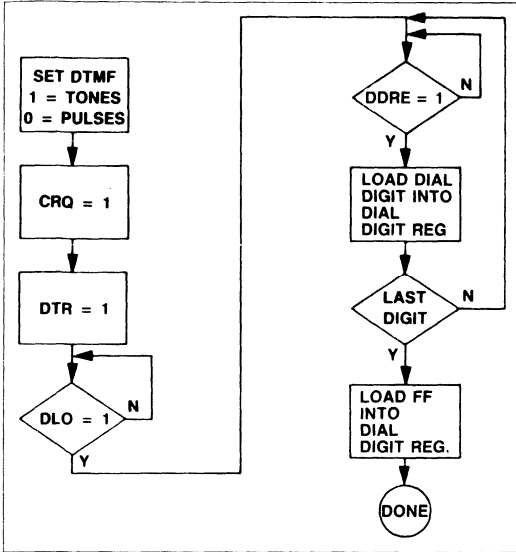 SET DTMF
1 = TONES
0 = PULSES
CRQ = 1
DTR = 1
DLO = 1
N
Y
DDRE = 1
N
Y
LOAD DIAL
DIGIT INTO
DIAL
DIGIT REG
LAST
DIGIT
N
Y
LOAD FF
INTO
DIAL
DIGIT REG.
DONE